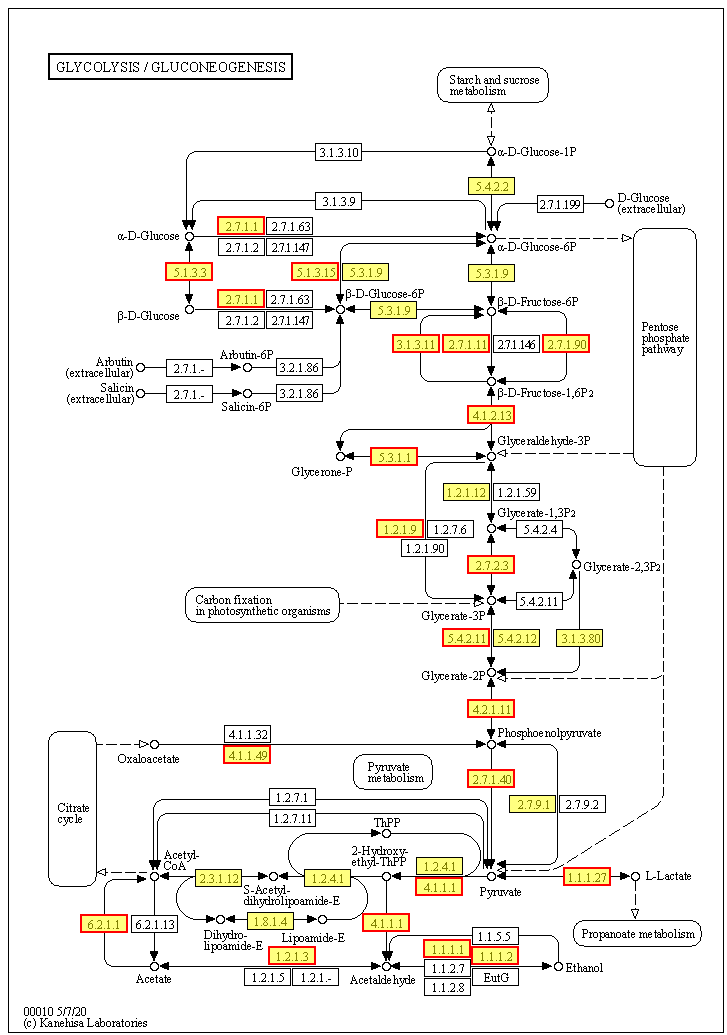 GLYCOLYSIS / GLUCONEOGENESIS
Starch and sucrose
metabolism
3.1.3.10
α-D-Glucose-1P
5.4.2.2
3.1.3.9
2.7.1.199
D-Glucose
(extracellular)
2.7.1.1
2.7.1.63
α-D-Glucose
2.7.1.2
2.7.1.147
α-D-Glucose-6P
5.1.3.3
5.1.3.15
5.3.1.9
5.3.1.9
β-D-Glucose-6P
2.7.1.1
2.7.1.63
β-D-Glucose
2.7.1.2
2.7.1.147
5.3.1.9
β-D-Fructose-6P
Pentose
phosphate
pathway
3.1.3.11
2.7.1.11
2.7.1.146
2.7.1.90
Arbutin
(extracellular)
2.7.1.-
Arbutin-6P
3.2.1.86
Salicin
(extracellular)
2.7.1.-
Salicin-6P
3.2.1.86
β-D-Fructose-1,6P2
4.1.2.13
Glyceraldehyde-3P
Glycerone-P
5.3.1.1
1.2.1.12
1.2.1.59
Glycerate-1,3P2
1.2.1.9
1.2.7.6
1.2.1.90
5.4.2.4
2.7.2.3
Glycerate-2,3P2
Carbon fixation
in photosynthetic organisms
5.4.2.11
Glycerate-3P
5.4.2.11
5.4.2.12
3.1.3.80
Glycerate-2P
4.2.1.11
4.1.1.32
Oxaloacetate
4.1.1.49
Phosphoenolpyruvate
Pyruvate
metabolism
2.7.1.40
Citrate
cycle
1.2.7.1
1.2.7.11
2.7.9.1
2.7.9.2
ThPP
Acetyl-
CoA
2-Hydroxy-
ethyl-ThPP
2.3.1.12
S-Acetyl-
dihydrolipoamide-E
1.2.4.1
1.2.4.1
4.1.1.1
Pyruvate
1.1.1.27
L-Lactate
6.2.1.1
6.2.1.13
Dihydro-
lipoamide-E
1.8.1.4
Lipoamide-E
4.1.1.1
Propanoate metabolism
1.1.5.5
1.1.1.1
1.1.1.2
1.2.1.3
Acetate
1.2.1.5
1.2.1.-
Acetaldehyde
1.1.2.7
EutG
1.1.2.8
Ethanol
00010 5/7/20
(c) Kanehisa Laboratories